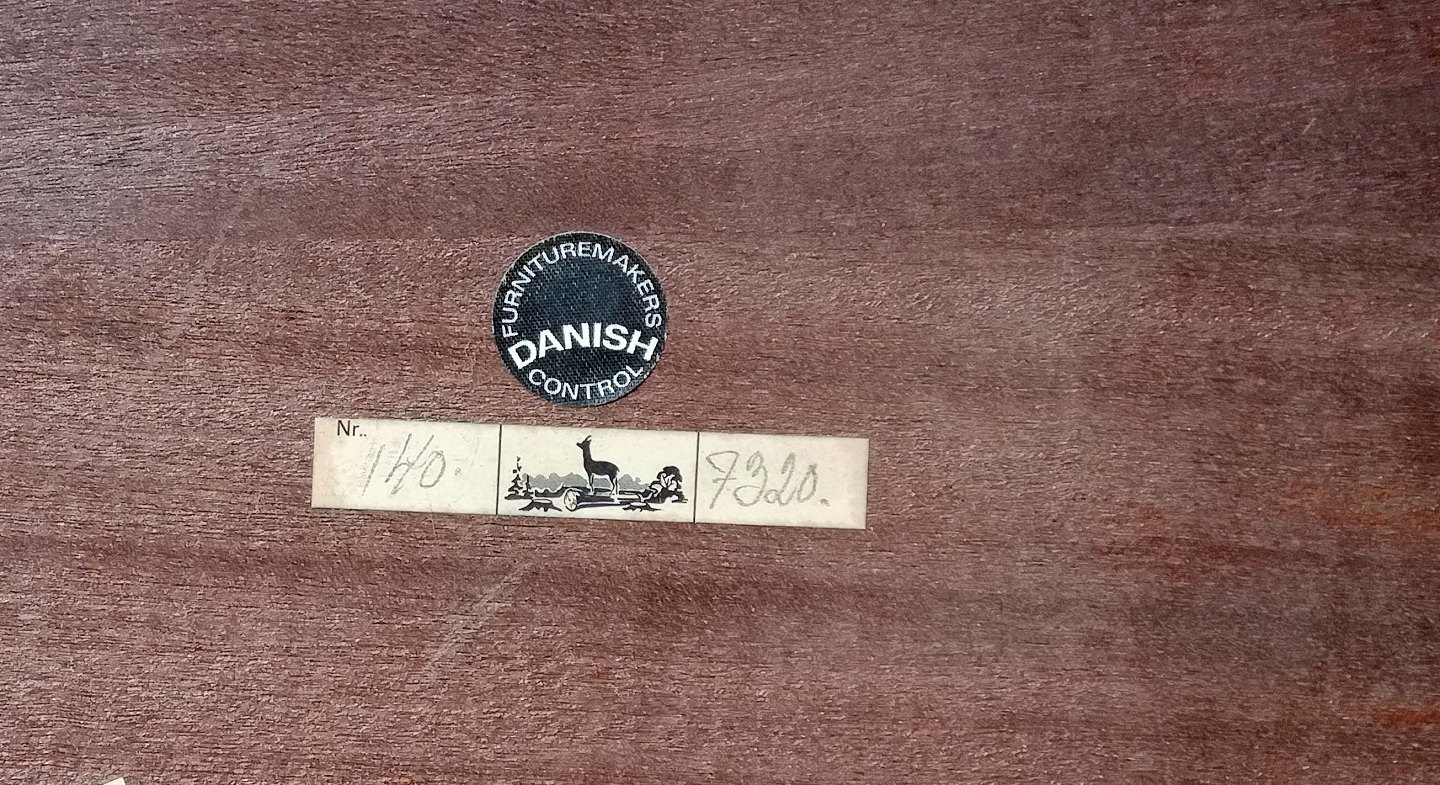 FURNITUREMAKERS
DANISH
CONTROL
Nr.. 140. 7320.